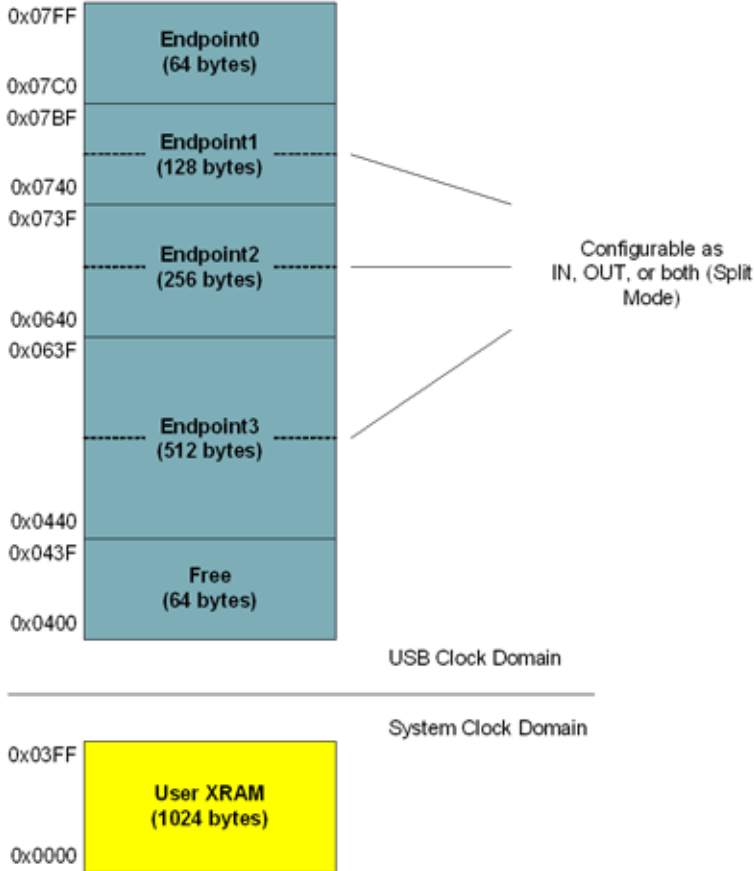 0x07FF
Endpoint0
(64 bytes)
0x07C0
0x07BF
Endpoint1
(128 bytes)
0x0740
0x073F
Endpoint2
(256 bytes)
Configurable as
IN, OUT, or both (Split
Mode)
0x0640
0x063F
Endpoint3
(512 bytes)
0x0440
0x043F
Free
(64 bytes)
0x0400
USB Clock Domain
System Clock Domain
0x03FF
User XRAM
(1024 bytes)
0x0000